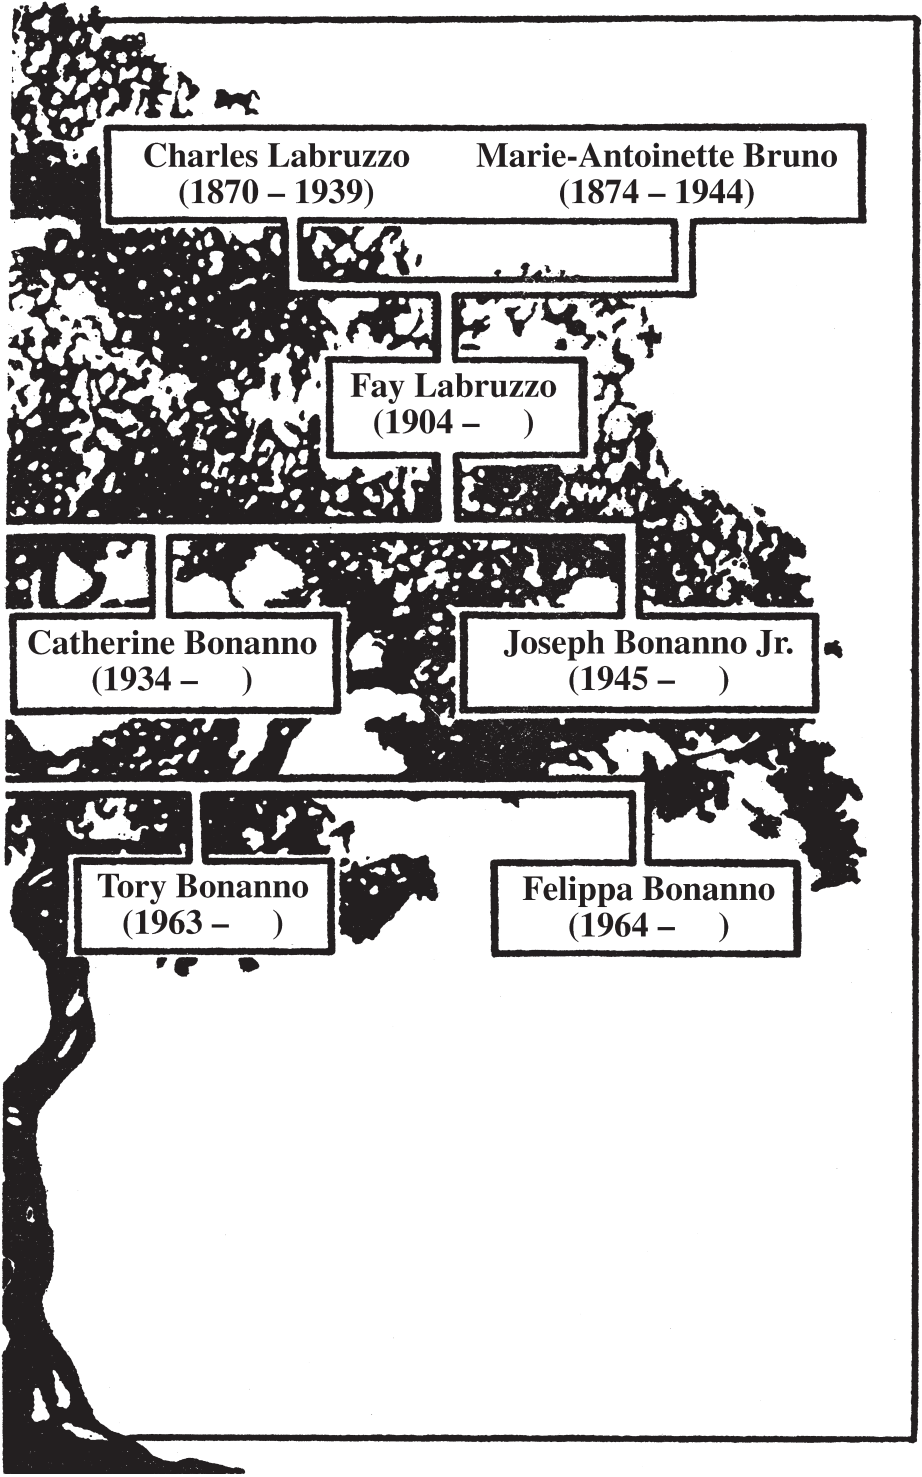 Charles Labruzzo
(1870 – 1939)
Marie-Antoinette Bruno
(1874 – 1944)
Fay Labruzzo
(1904 –     )
Catherine Bonanno
(1934 –     )
Joseph Bonanno Jr.
(1945 –     )
Tory Bonanno
(1963 –     )
Felippa Bonanno
(1964 –     )